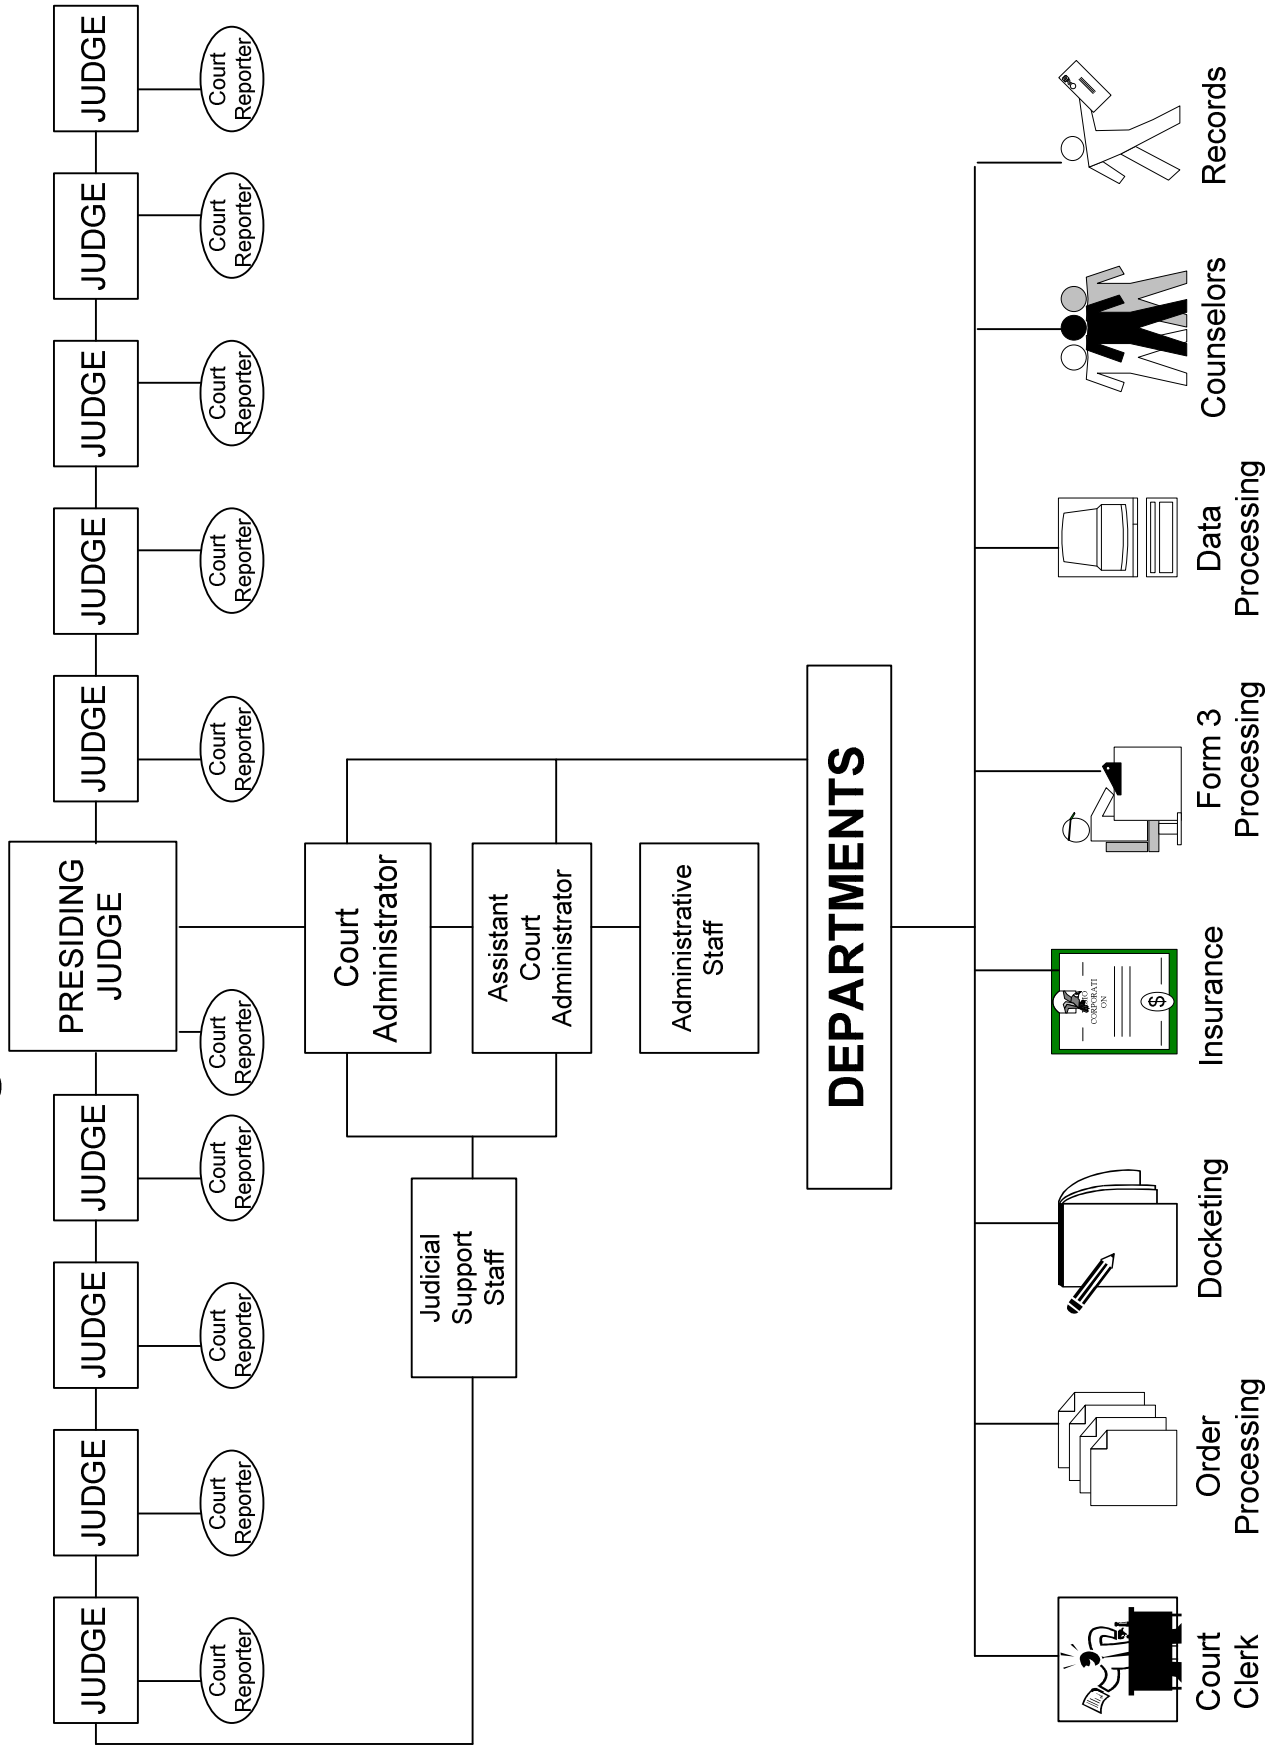 JUDGE
JUDGE
JUDGE
JUDGE
PRESIDING
JUDGE
JUDGE
JUDGE
JUDGE
JUDGE
JUDGE
Court
Reporter
Court
Reporter
Court
Reporter
Court
Reporter
Court
Reporter
Court
Reporter
Court
Reporter
Court
Reporter
Court
Reporter
Court
Reporter
Court
Administrator
Judicial
Support
Staff
Assistant
Court
Administrator
Administrative
Staff
DEPARTMENTS
CORPORATI
ON
$
Court
Clerk
Order
Processing
Docketing
Insurance
Form 3
Processing
Data
Processing
Counselors
Records